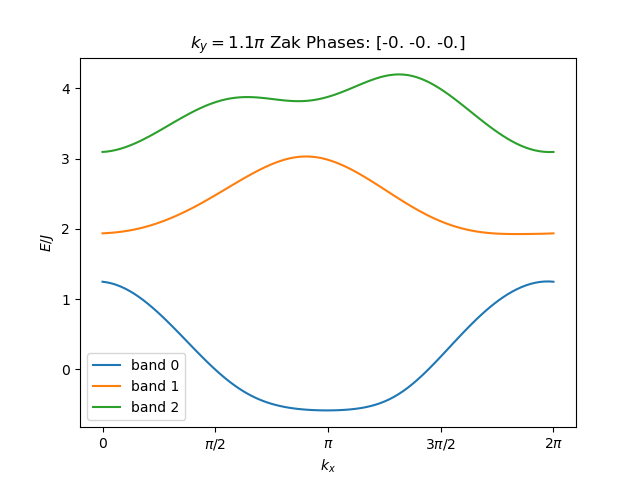 k_y = 1.1π Zak Phases: [-0. -0. -0.]
4
3
2
1
0
E/J
band 0
band 1
band 2
0 π/2 π 3π/2 2π
k_x